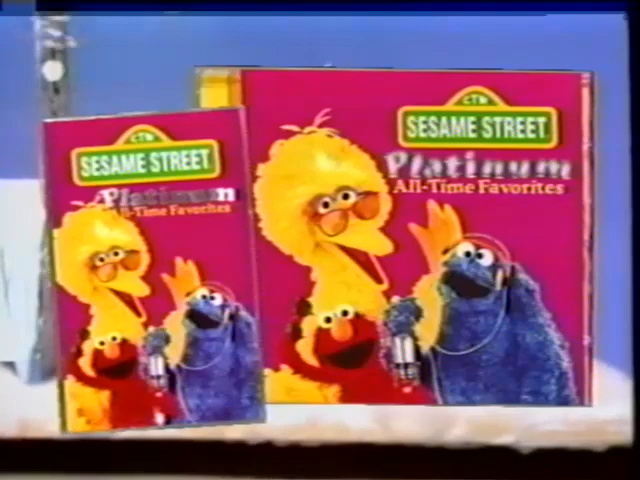 CTW
SESAME STREET
Platinum
All-Time Favorites
CTW
SESAME STREET
Platinum
All-Time Favorites